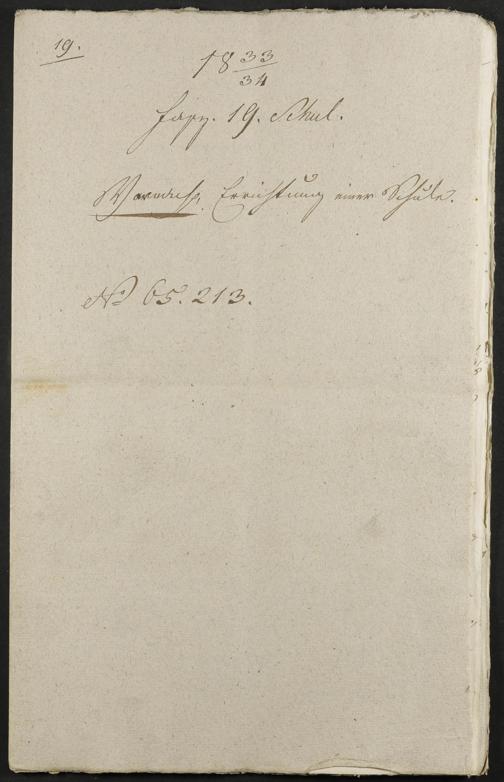 19.
18 33/34
Fasz. 19. Schul.
Errichtung einer Schule.
No 65. 213.